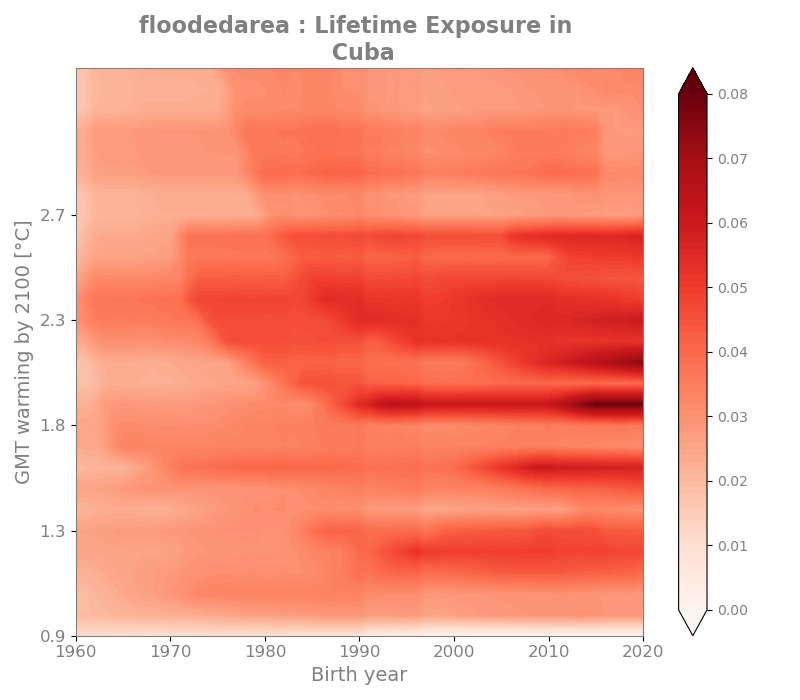 floodedarea : Lifetime Exposure in
Cuba
GMT warming by 2100 [°C]
2.7
2.3
1.8
1.3
0.9
1960 1970 1980 1990 2000 2010 2020
Birth year
0.08
0.07
0.06
0.05
0.04
0.03
0.02
0.01
0.00